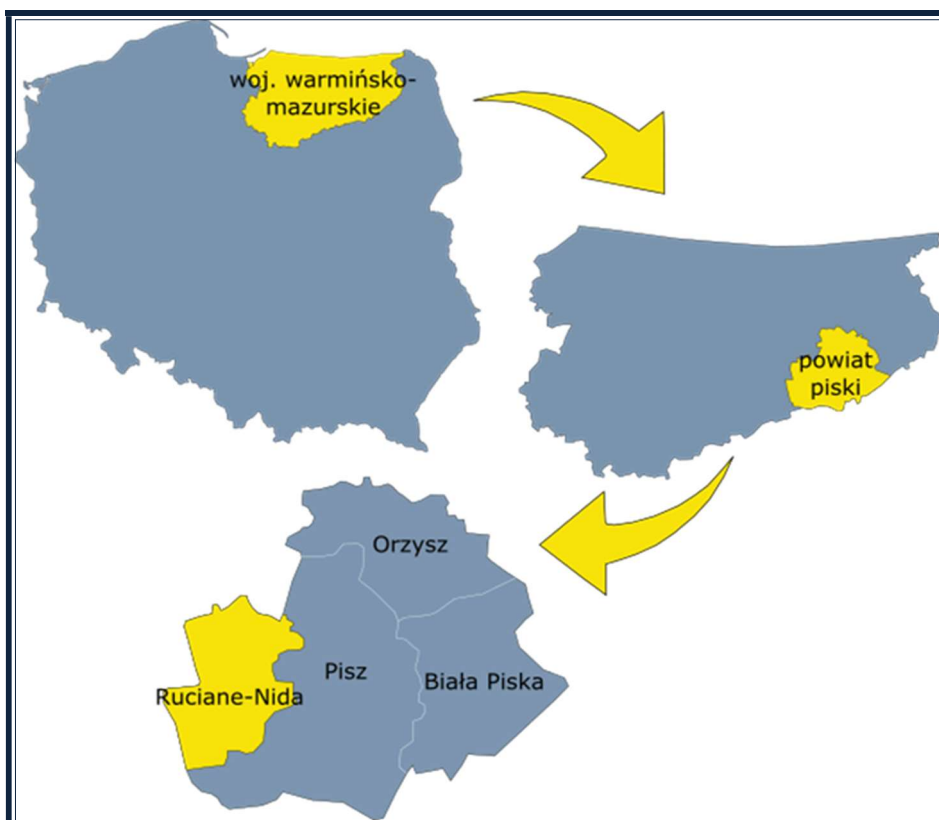 woj. warmińsko-
mazurskie
powiat
piski
Orzysz
Pisz
Biała Piska
Ruciane-Nida